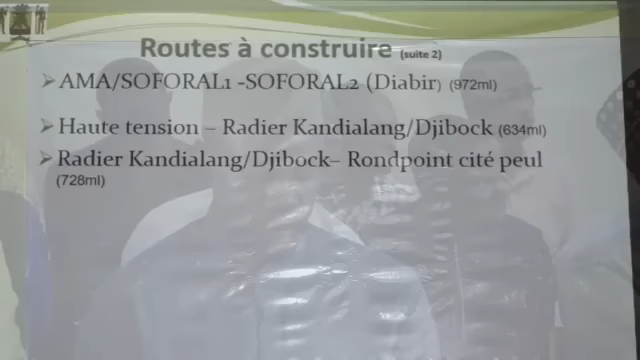 Routes à construire (suite 2)
➢AMA/SOFORAL1 -SOFORAL2 (Diabir) (972ml)
➢Haute tension – Radier Kandialang/Djibock (634ml)
➢Radier Kandialang/Djibock– Rondpoint cité peul
(728ml)